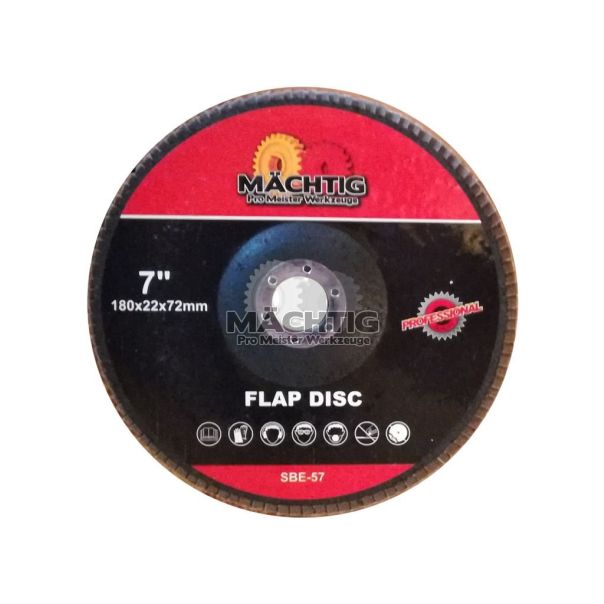 MÄCHTIG
Pro Meister Werkzeuge
7"
180x22x72mm
MÄCHTIG
Pro Meister Werkzeuge
PROFESSIONAL
FLAP DISC
SBE-57